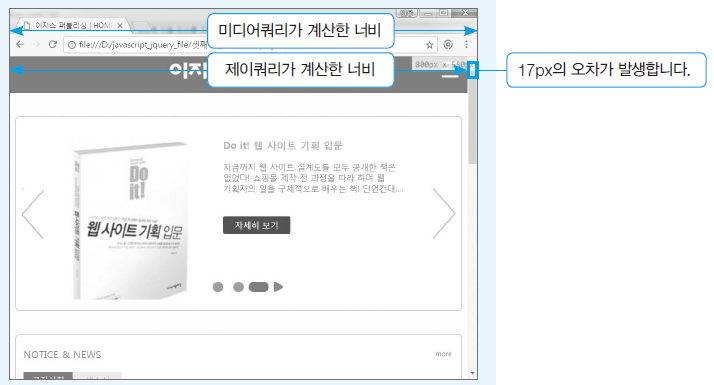 이지스 퍼블리싱 | HOME
미디어쿼리가 계산한 너비
file:///D:/javascript_jquery_file/
제이쿼리가 계산한 너비
17px의 오차가 발생합니다.
Do it! 웹 사이트 기획 입문
지금까지 웹 사이트 설계도를 모두 공개한 책은
없었다! 쇼핑몰 제작 전 과정을 따라 하며 웹
기획자의 일을 구체적으로 배우는 책! 단언컨대,...
자세히 보기
Do
it!
웹 사이트 기획 입문
NOTICE & NEWS
more